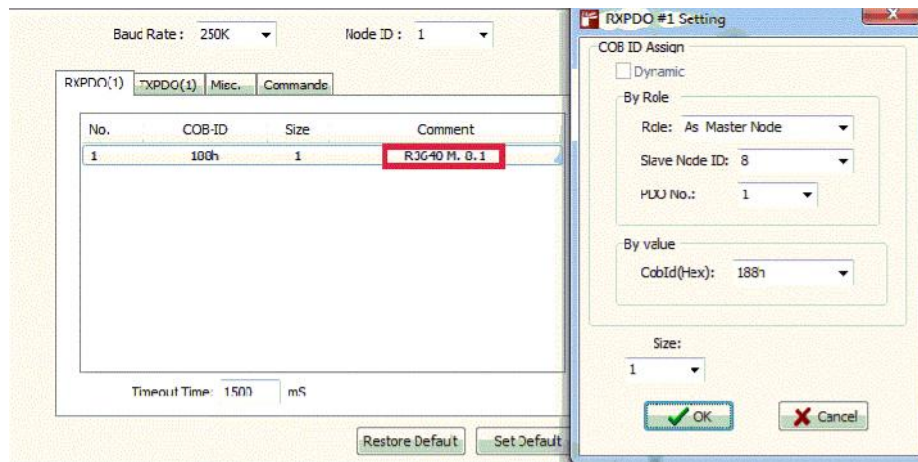 Baud Rate: 250K Node ID: 1
RXPDO(1) TXPDO(1) Misc. Commands
No. COB-ID Size Comment
1 188h 1
Timeout Time: 1500 mS
Restore Default Set Default
RXPDO #1 Setting
COB ID Assign
Dynamic
By Role
Role: As Master Node
Slave Node ID: 8
PDO No.: 1
By value
CobId(Hex): 188h
Size:
1
OK Cancel